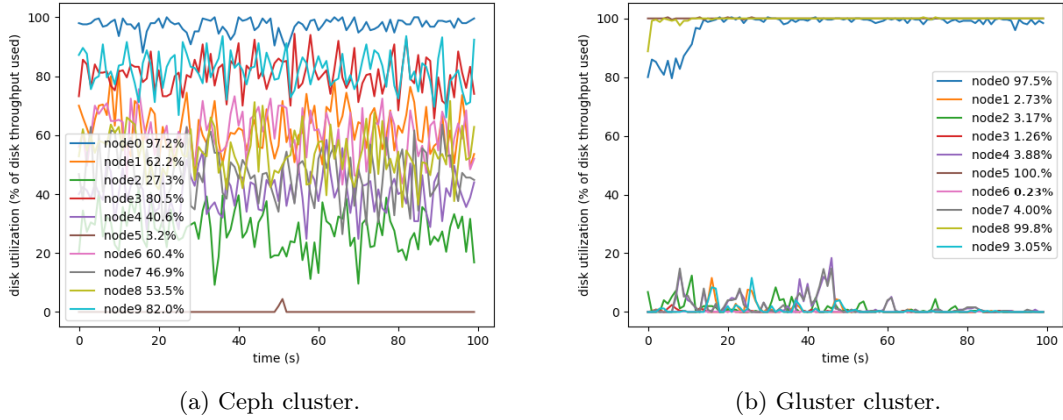 disk utilization (% of disk throughput used)
100
80
60
40
20
0
node0 97.2%
node1 62.2%
node2 27.3%
node3 80.5%
node4 40.6%
node5 3.2%
node6 60.4%
node7 46.9%
node8 53.5%
node9 82.0%
0 20 40 60 80 100
time (s)
(a) Ceph cluster.
disk utilization (% of disk throughput used)
100
80
60
40
20
0
node0 97.5%
node1 2.73%
node2 3.17%
node3 1.26%
node4 3.88%
node5 100.%
node6 0.23%
node7 4.00%
node8 99.8%
node9 3.05%
0 20 40 60 80 100
time (s)
(b) Gluster cluster.